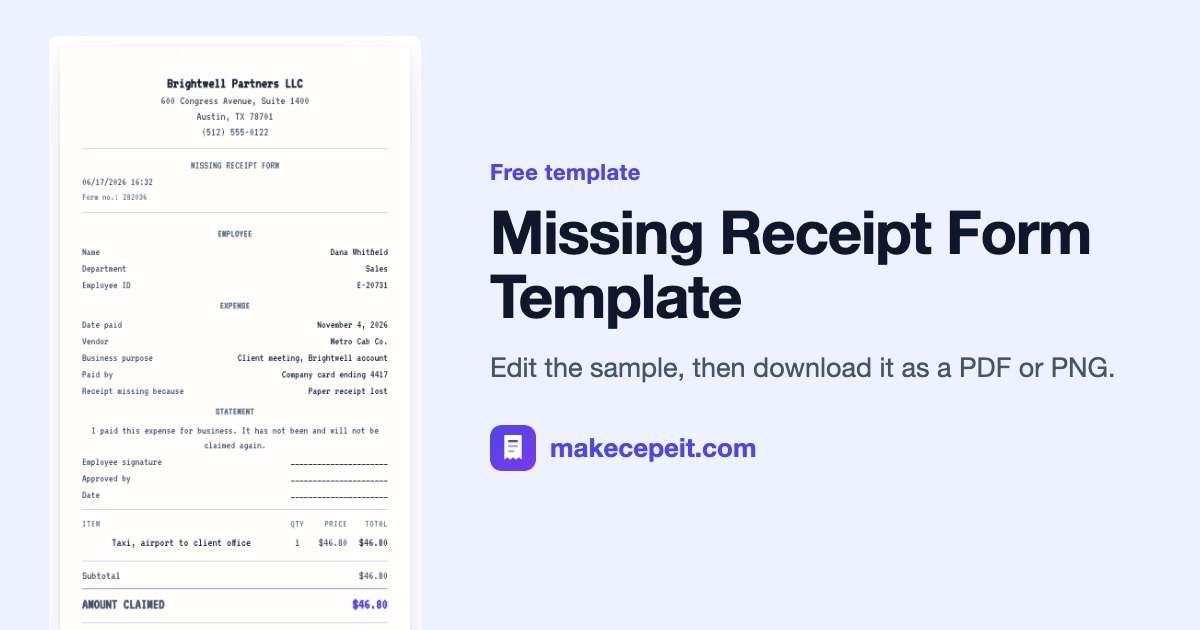 Brightwell Partners LLC
600 Congress Avenue, Suite 1400
Austin, TX 78701
(512) 555-0122
MISSING RECEIPT FORM
06/17/2026 16:32
Form no.: 282036
EMPLOYEE
Name Dana Whitfield
Department Sales
Employee ID E-20731
EXPENSE
Date paid November 4, 2026
Vendor Metro Cab Co.
Business purpose Client meeting, Brightwell account
Paid by Company card ending 4417
Receipt missing because Paper receipt lost
STATEMENT
I paid this expense for business. It has not been and will not be
claimed again.
Employee signature ______________________
Approved by ______________________
Date ______________________
ITEM QTY PRICE TOTAL
Taxi, airport to client office 1 $46.80 $46.80
Subtotal $46.80
AMOUNT CLAIMED $46.80
Free template
Missing Receipt Form
Template
Edit the sample, then download it as a PDF or PNG.
makecepeit.com